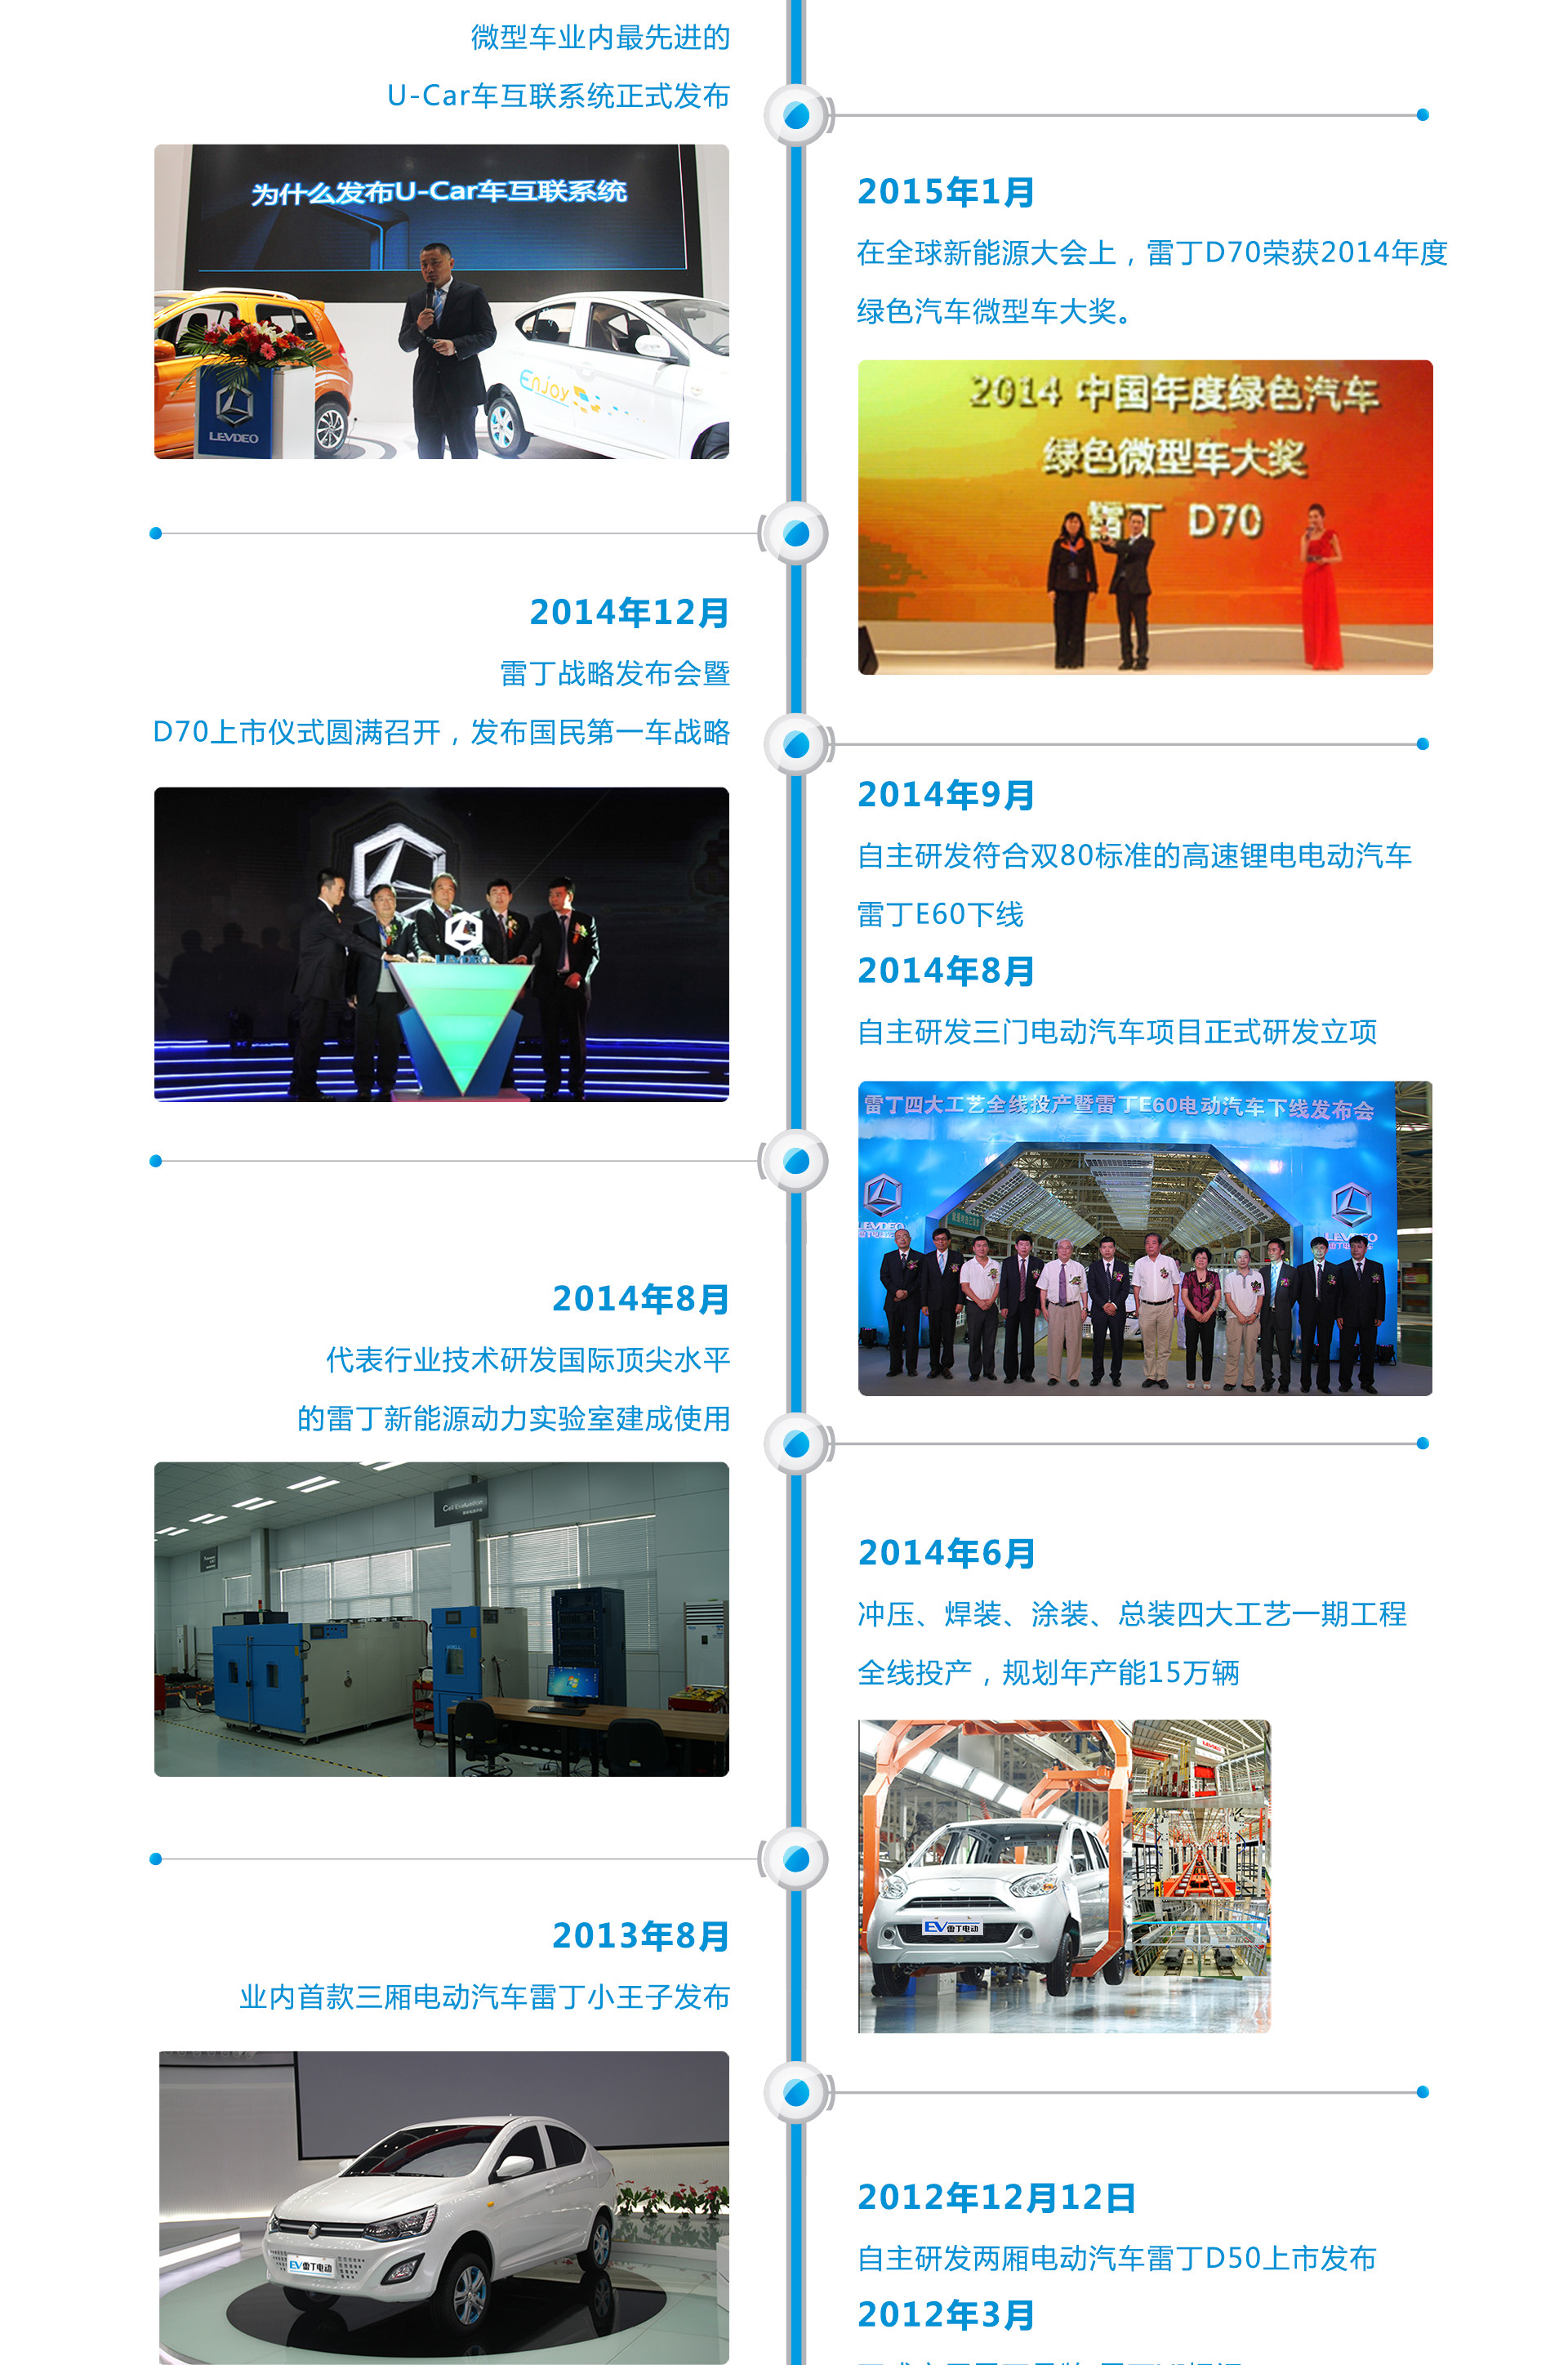 微型车业内最先进的
U-Car车互联系统正式发布
为什么发布U-Car车互联系统
Enjoy
LEVDEO
2015年1月
在全球新能源大会上，雷丁D70荣获2014年度
绿色汽车微型车大奖。
2014 中国年度绿色汽车
绿色微型车大奖
雷丁 D70
2014年12月
雷丁战略发布会暨
D70上市仪式圆满召开，发布国民第一车战略
LEVDEO
2014年9月
自主研发符合双80标准的高速锂电电动汽车
雷丁E60下线
2014年8月
自主研发三门电动汽车项目正式研发立项
雷丁四大工艺全线投产暨雷丁E60电动汽车下线发布会
LEVDEO
LEVDEO
2014年8月
代表行业技术研发国际顶尖水平
的雷丁新能源动力实验室建成使用
Cell Evaluation
2014年6月
冲压、焊装、涂装、总装四大工艺一期工程
全线投产，规划年产能15万辆
LEVDEO
EV雷丁电动
2013年8月
业内首款三厢电动汽车雷丁小王子发布
EV雷丁电动
2012年12月12日
自主研发两厢电动汽车雷丁D50上市发布
2012年3月